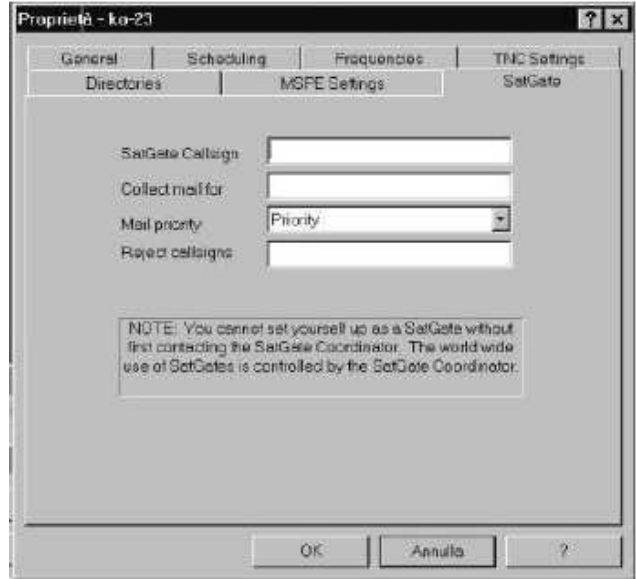 Proprietà - ko-23
General Scheduling Frequencies TNC Settings
Directories MSPE Settings SatGate
SatGate Callsign
Collect mail for
Mail priority Priority
Reject callsigns
NOTE: You cannot set yourself up as a SatGate without
first contacting the SatGate Coordinator. The world wide
use of SatGates is controlled by the SatGate Coordinator.
OK Annulla ?